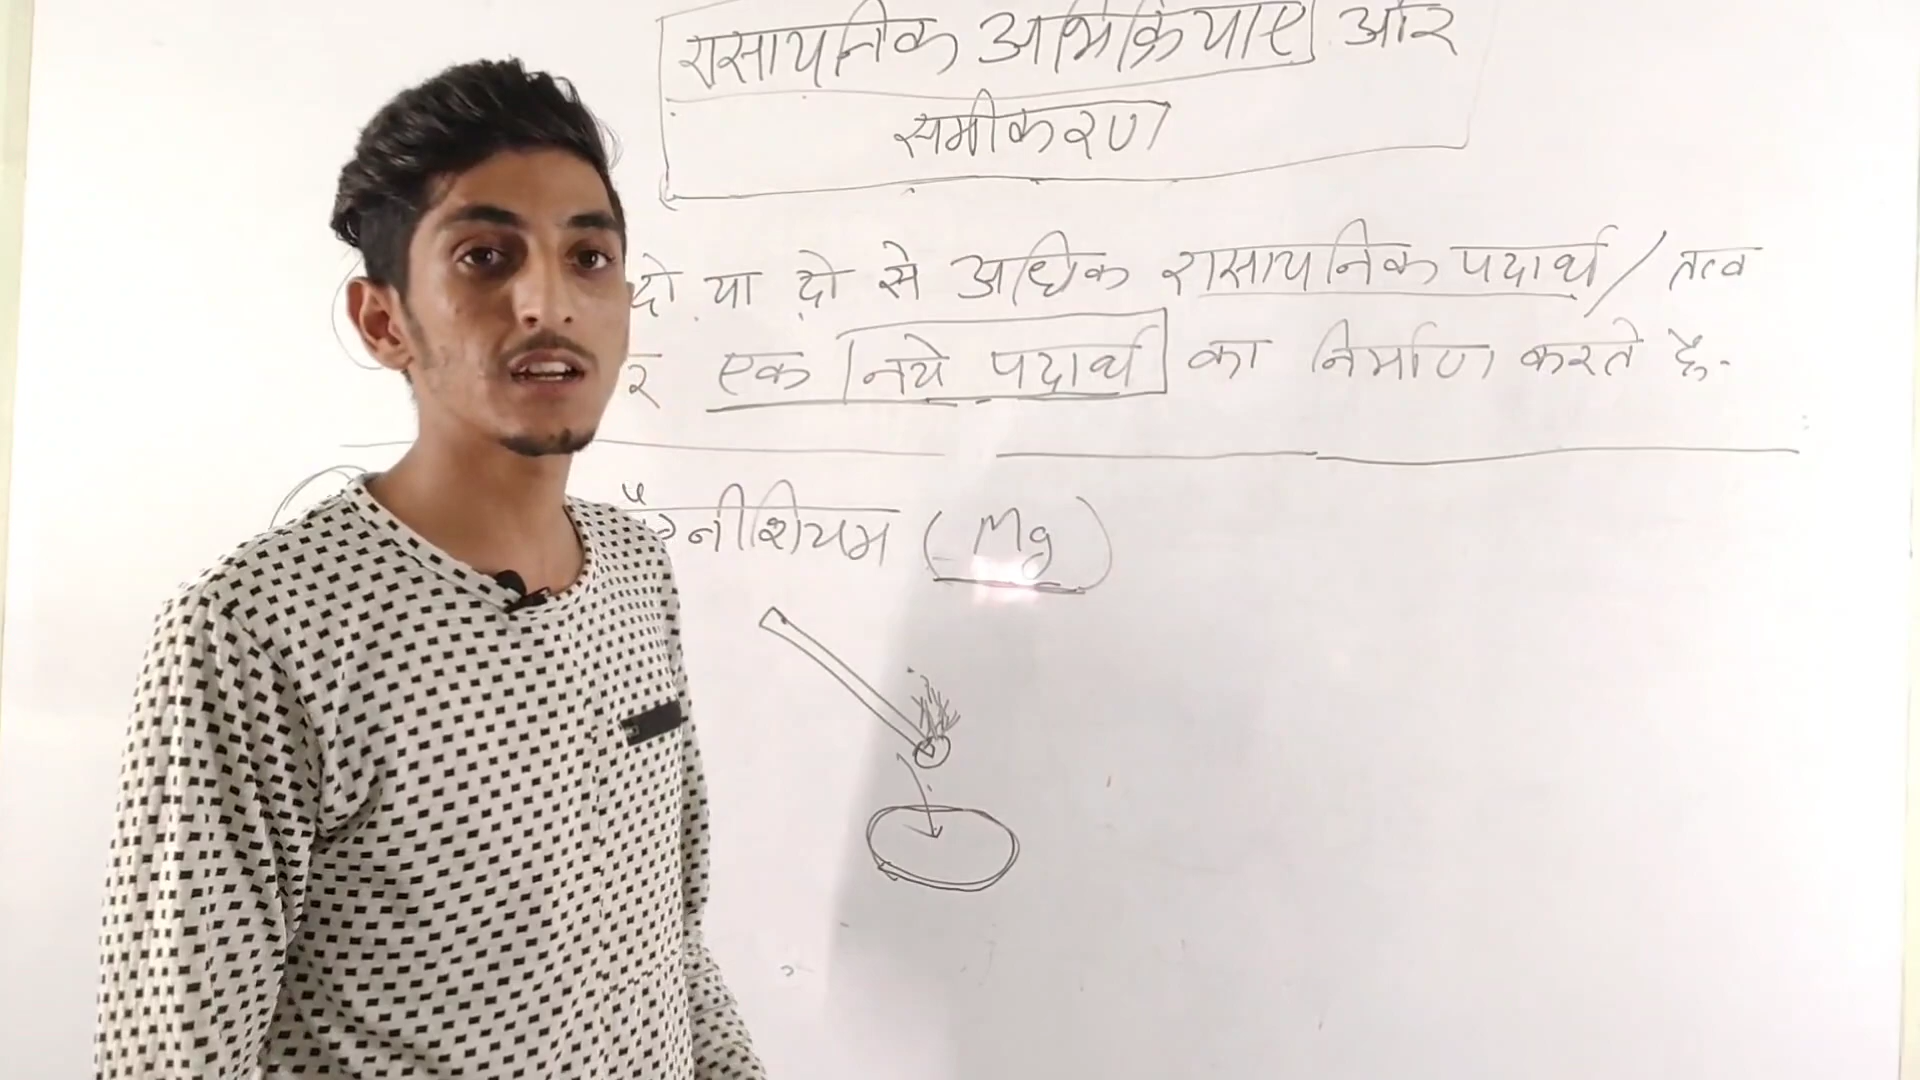 रासायनिक अभिक्रियाए और
समीकरण
दो या दो से अधिक रासायनिक पदार्थ / तत्व
र एक नये पदार्थ का निर्माण करते है.
ग्नीशियम (Mg)